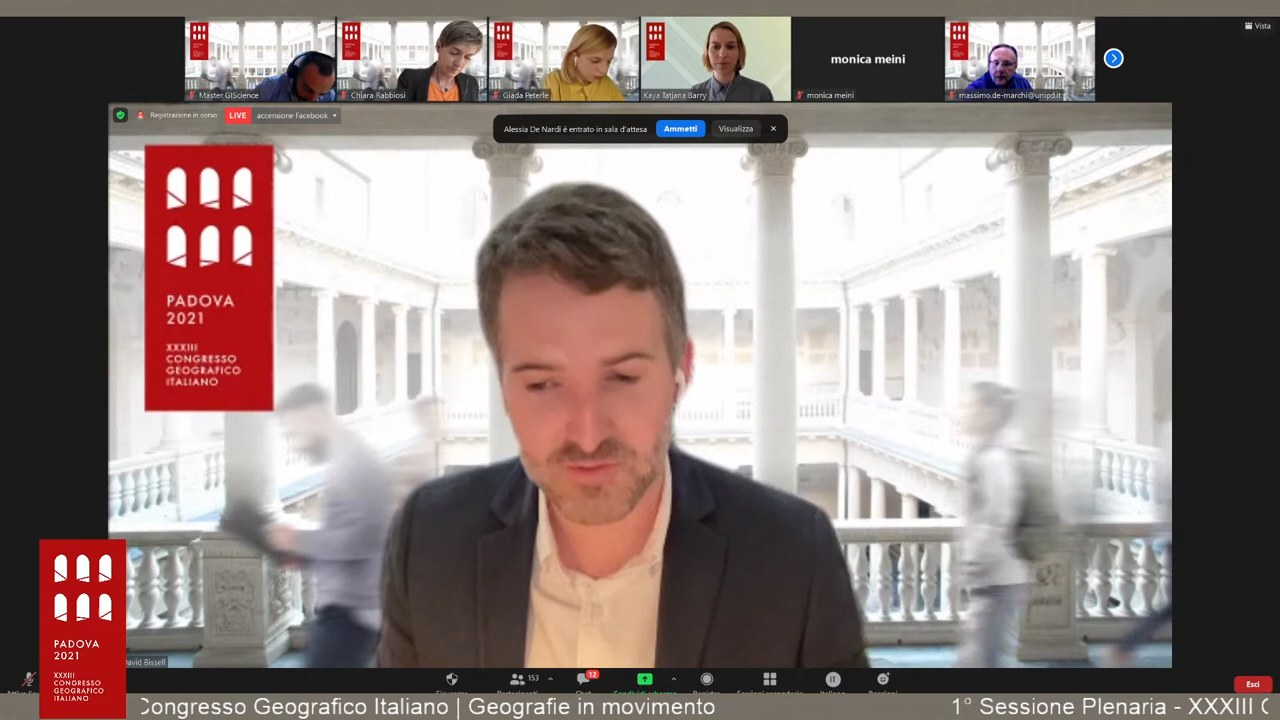 Vista
Master GIScience
Chiara Rabbiosi
Giada Peterle
Kaya Tatjana Barry
monica meini
monica meini
massimo.de-marchi@unipd.it
Registrazione in corso
LIVE
accensione Facebook
Alessia De Nardi è entrato in sala d'attesa
Ammetti
Visualizza
PADOVA
2021
XXXIII
CONGRESSO
GEOGRAFICO
ITALIANO
David Bissell
153
12
IT
Esci
PADOVA
2021
XXXIII
CONGRESSO
GEOGRAFICO
ITALIANO
Congresso Geografico Italiano | Geografie in movimento
1° Sessione Plenaria - XXXIII C